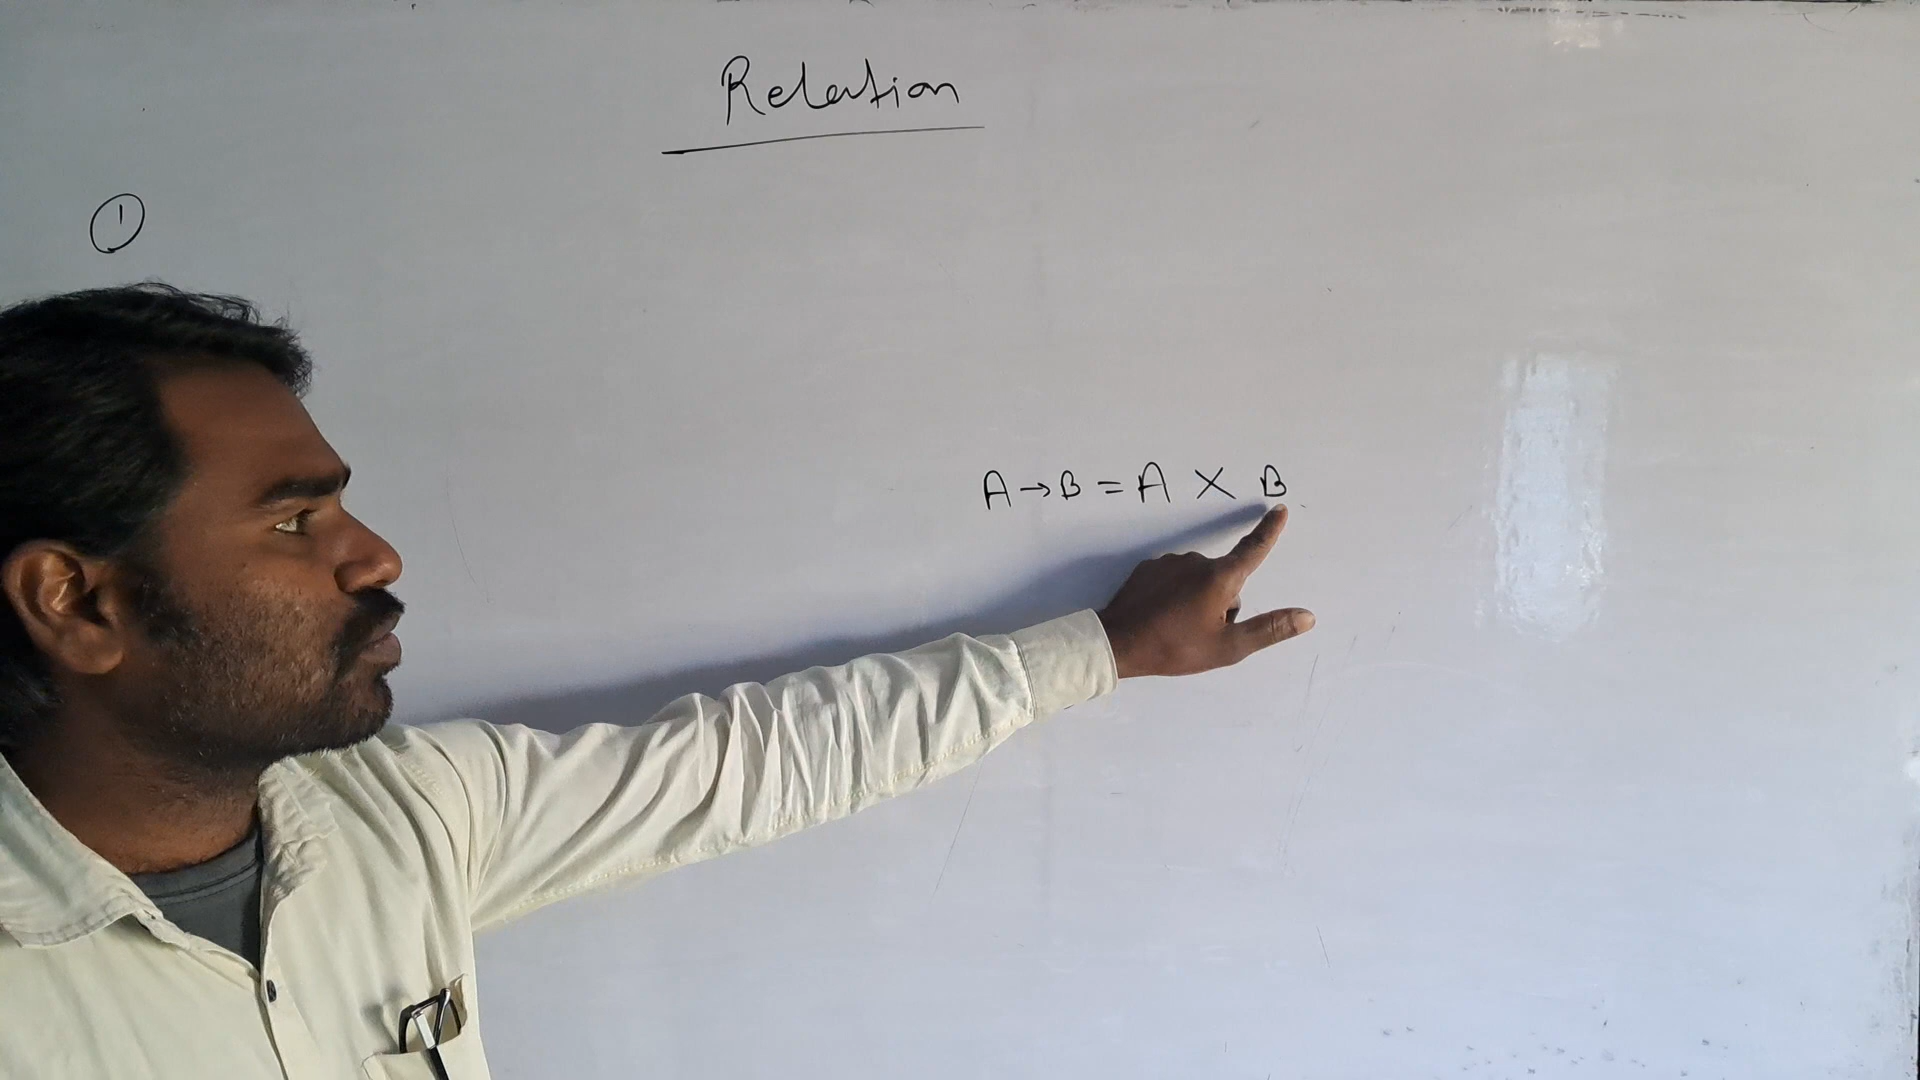 Relation
①
A → B = A × B